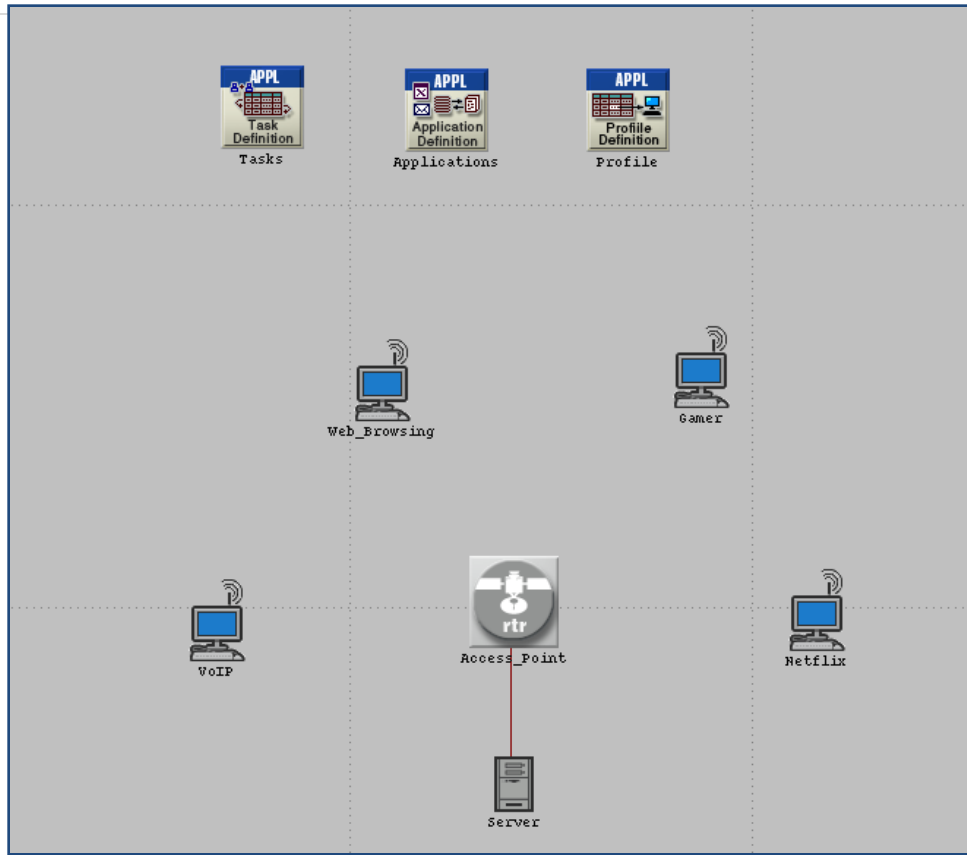 APPL
Task
Definition
Tasks
APPL
Application
Definition
Applications
APPL
Profile
Definition
Profile
Web_Browsing
Gamer
VoIP
rtr
Access_Point
Netflix
Server